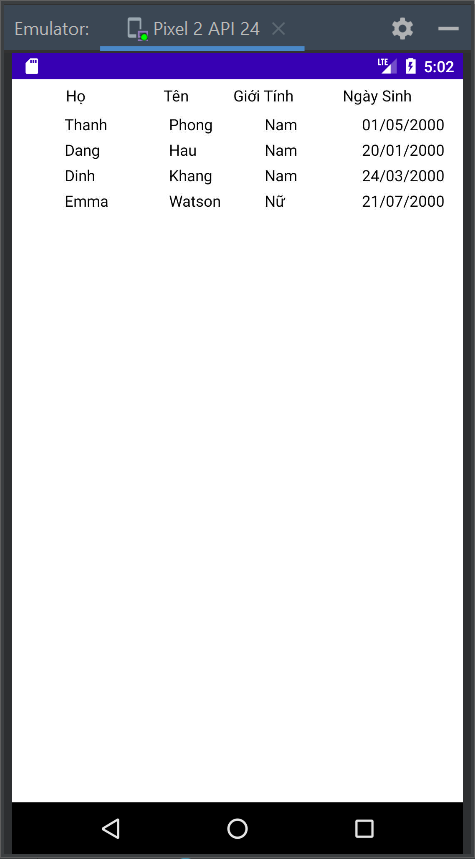 Emulator: Pixel 2 API 24
LTE 5:02
Họ Tên Giới Tính Ngày Sinh
Thanh Phong Nam 01/05/2000
Dang Hau Nam 20/01/2000
Dinh Khang Nam 24/03/2000
Emma Watson Nữ 21/07/2000